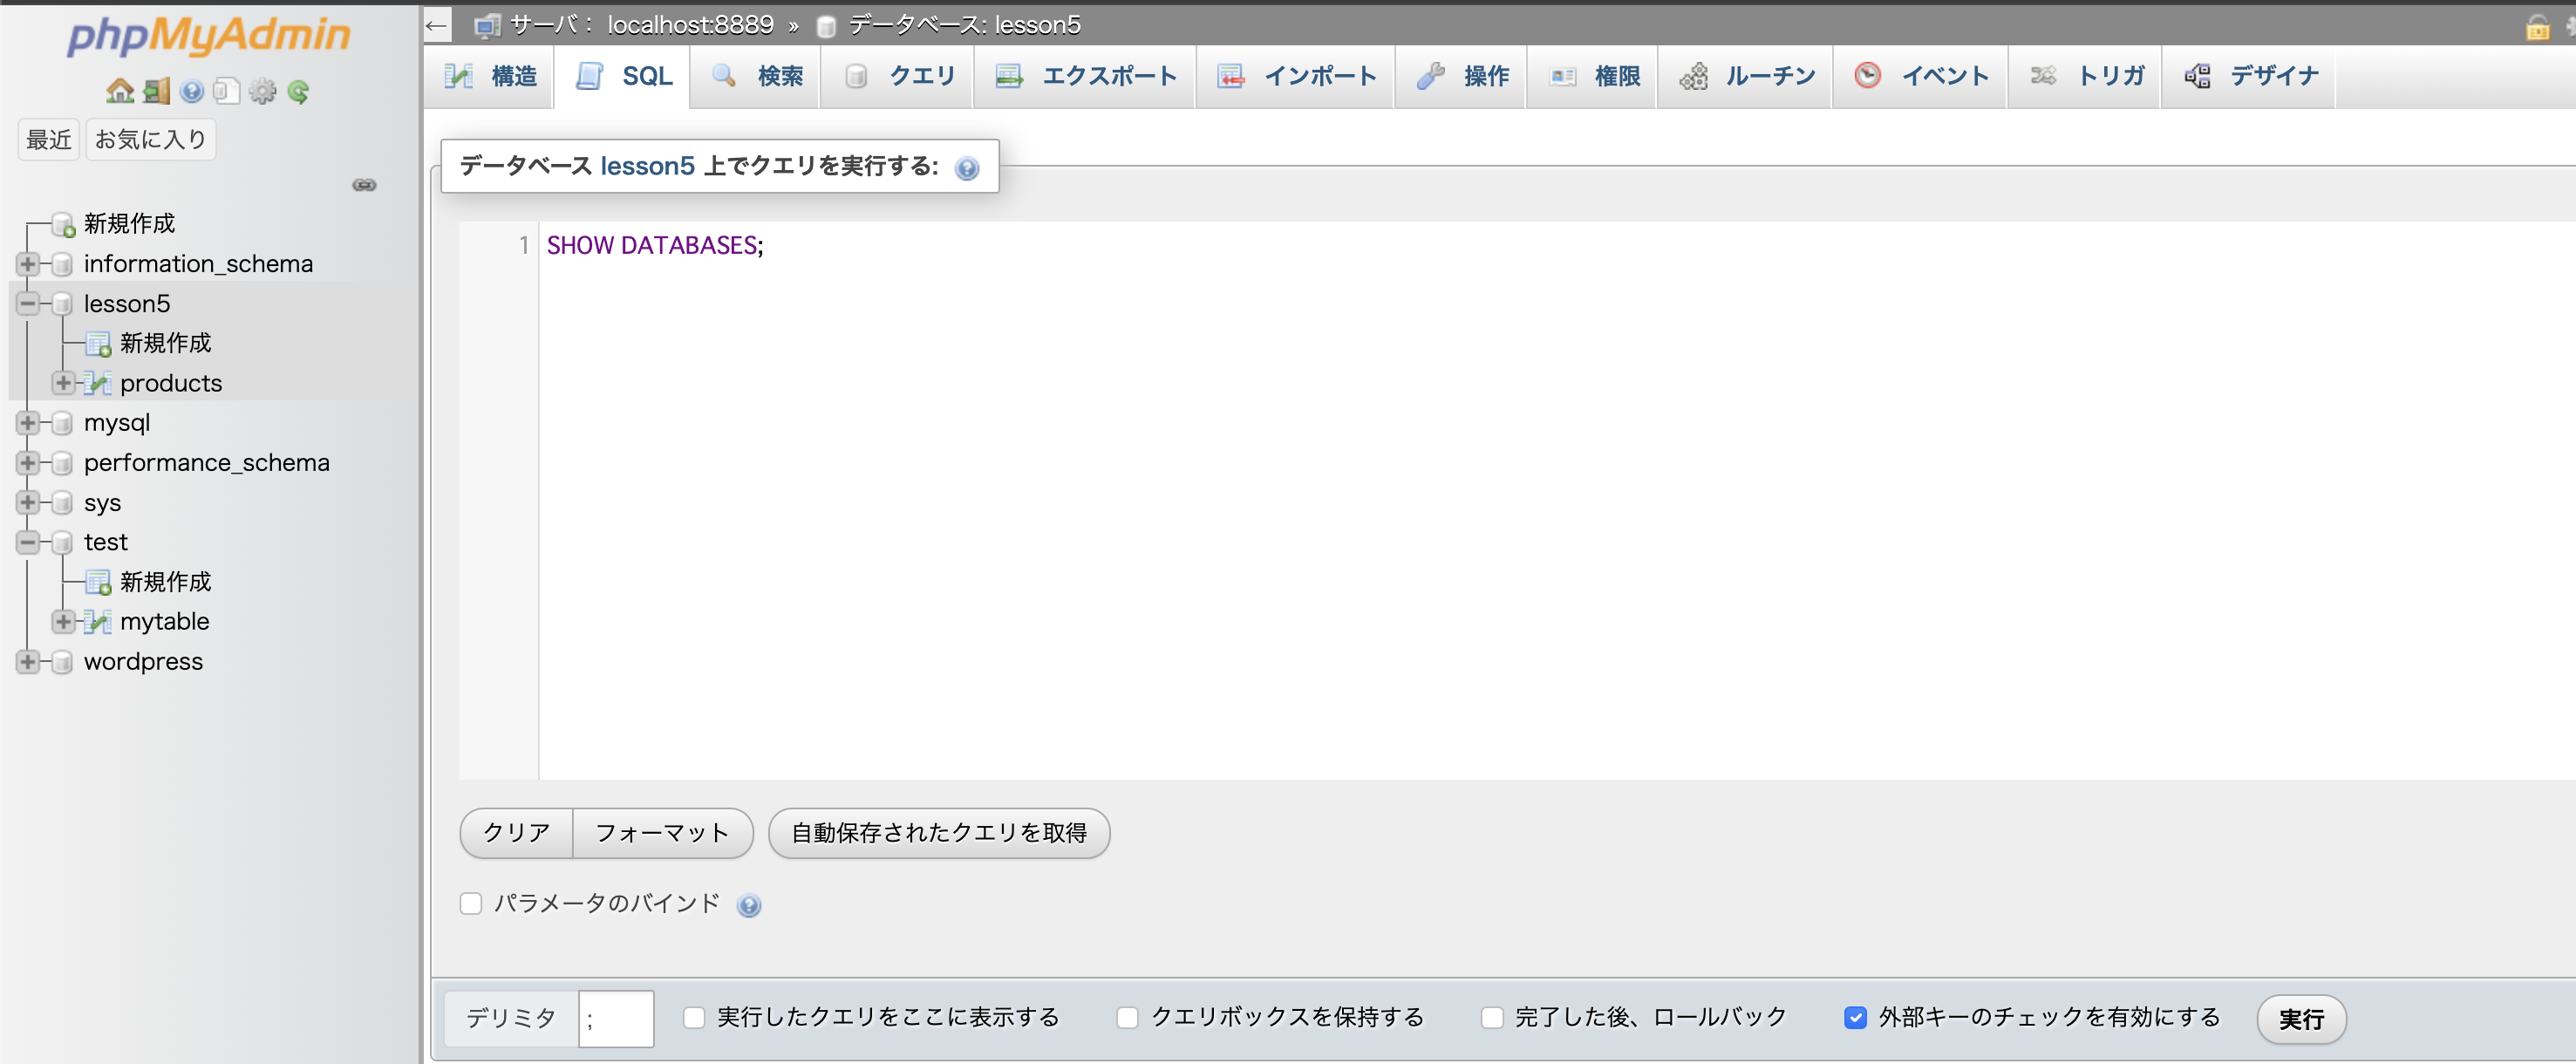 phpMyAdmin
最近 お気に入り
新規作成
information_schema
lesson5
新規作成
products
mysql
performance_schema
sys
test
新規作成
mytable
wordpress
← サーバ: localhost:8889 » データベース: lesson5
構造 SQL 検索 クエリ エクスポート インポート 操作 権限 ルーチン イベント トリガ デザイナ
データベース lesson5 上でクエリを実行する:
1 SHOW DATABASES;
クリア フォーマット 自動保存されたクエリを取得
パラメータのバインド
デリミタ ; 実行したクエリをここに表示する クエリボックスを保持する 完了した後、ロールバック 外部キーのチェックを有効にする 実行